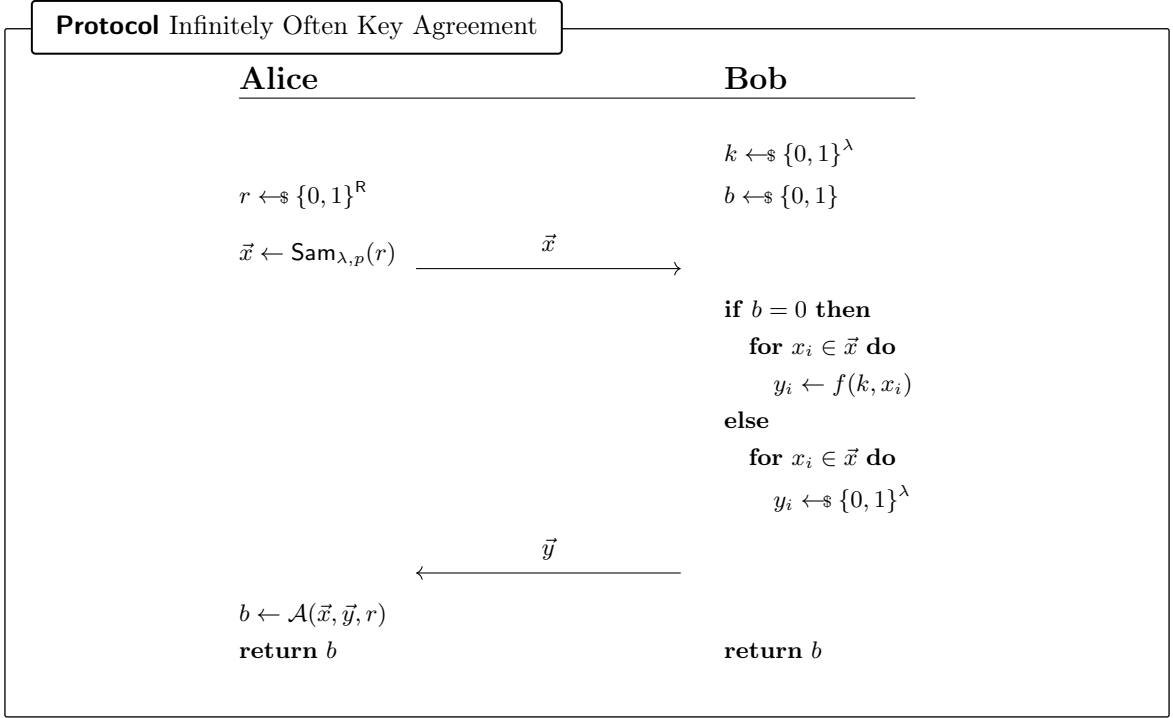 Protocol Infinitely Often Key Agreement
Alice Bob
k ←$ {0, 1}^λ
r ←$ {0, 1}^R b ←$ {0, 1}
x⃗ ← Sam_{λ,p}(r) x⃗
if b = 0 then
for x_i ∈ x⃗ do
y_i ← f(k, x_i)
else
for x_i ∈ x⃗ do
y_i ←$ {0, 1}^λ
y⃗
b ← 𝒜(x⃗, y⃗, r)
return b return b